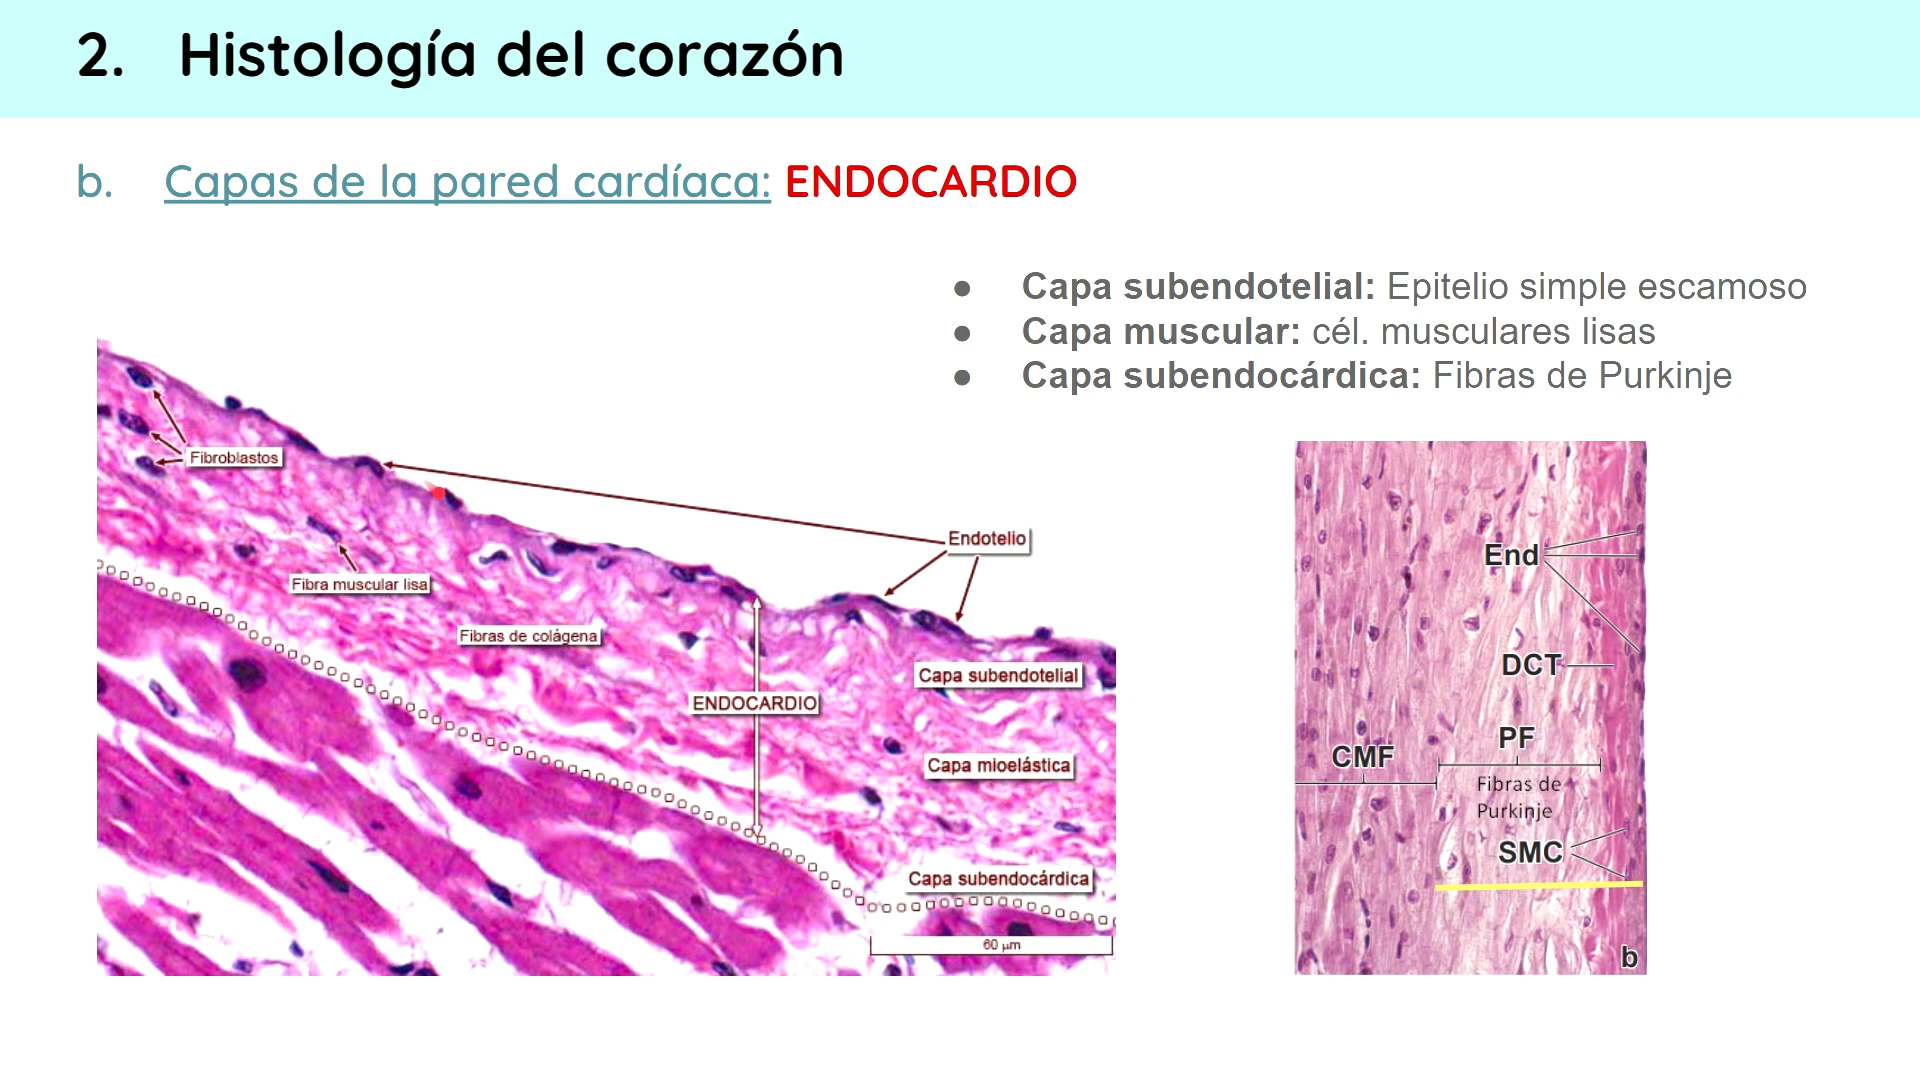 2. Histología del corazón
b. Capas de la pared cardíaca: ENDOCARDIO
● Capa subendotelial: Epitelio simple escamoso
● Capa muscular: cél. musculares lisas
● Capa subendocárdica: Fibras de Purkinje
Fibroblastos
Endotelio
Fibra muscular lisa
Fibras de colágena
Capa subendotelial
ENDOCARDIO
Capa mioelástica
Capa subendocárdica
60 µm
End
DCT
PF
CMF
Fibras de
Purkinje
SMC
b